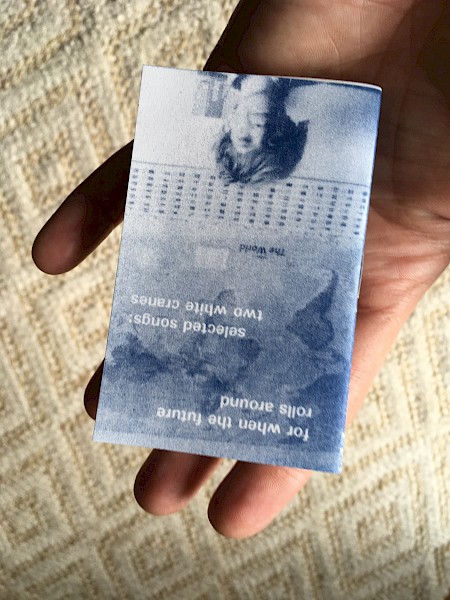 for when the future
rolls around
selected songs:
two white cranes
The World